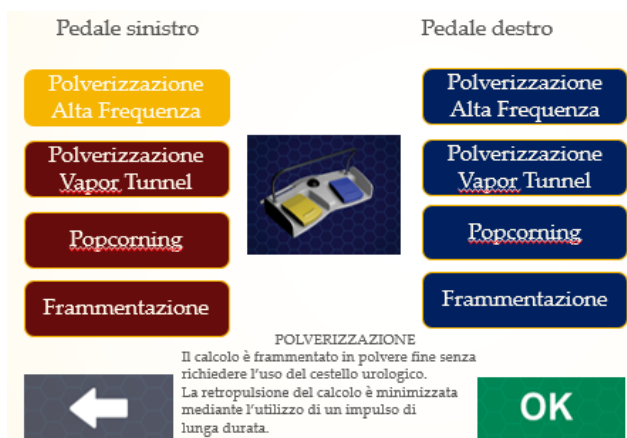 Pedale sinistro
Pedale destro
Polverizzazione
Alta Frequenza
Polverizzazione
Vapor Tunnel
Popcorning
Frammentazione
Polverizzazione
Alta Frequenza
Polverizzazione
Vapor Tunnel
Popcorning
Frammentazione
POLVERIZZAZIONE
Il calcolo è frammentato in polvere fine senza
richiedere l'uso del cestello urologico.
La retropulsione del calcolo è minimizzata
mediante l'utilizzo di un impulso di
lunga durata.
OK